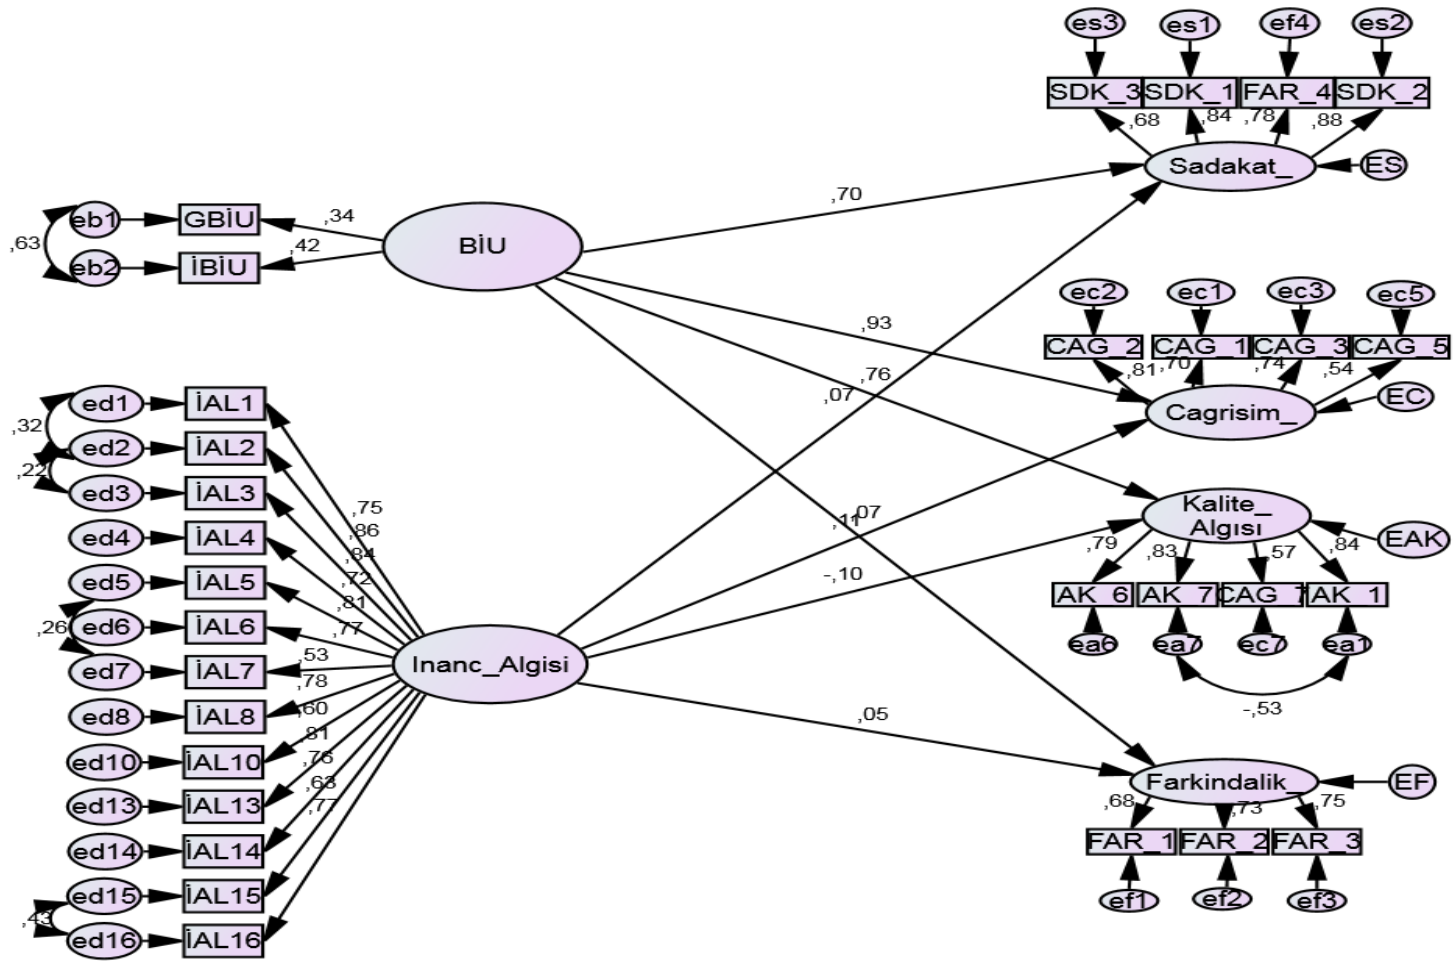 es3 es1 ef4 es2
SDK_3 SDK_1 FAR_4 SDK_2
,68 ,84 ,78 ,88
Sadakat_ ES
,70
eb1 GBİU ,34
,63
BİU
eb2 İBİU ,42
ec2 ec1 ec3 ec5
CAG_2 CAG_1 CAG_3 CAG_5
,81 ,70 ,74 ,54
Cagrisim_ EC
,93
,76
,07
ed1 İAL1
,32
ed2 İAL2
,22
ed3 İAL3
ed4 İAL4
ed5 İAL5
ed6 İAL6
,26
ed7 İAL7
ed8 İAL8
ed10 İAL10
ed13 İAL13
ed14 İAL14
ed15 İAL15
,43
ed16 İAL16
,75
,86
,84
,72
,81
,77
,53
,78
,60
,81
,76
,63
,77
Inanc_Algisi
,11
,07
-,10
,05
Kalite_
Algısı
EAK
,79 ,83 ,57 ,84
AK_6 AK_7 CAG_7 AK_1
ea6 ea7 ec7 ea1
-,53
Farkindalik_ EF
,68 ,73 ,75
FAR_1 FAR_2 FAR_3
ef1 ef2 ef3